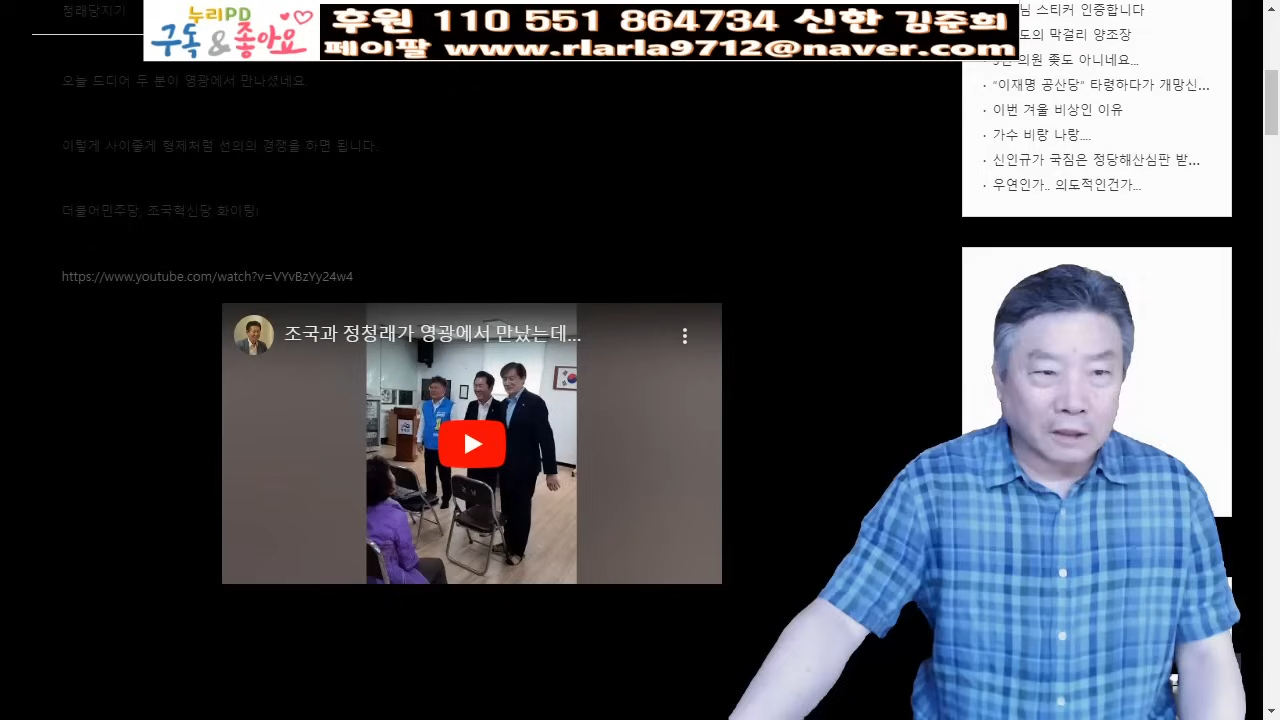 정래당지기
누리PD
구독 & 좋아요
후원 110 551 864734 신한 김준희
페이팔 www.rlarla9712@naver.com
님 스티커 인증합니다
도의 막걸리 양조장
의원 좆도 아니네요...
· "이재명 공산당" 타령하다가 개망신...
· 이번 겨울 비상인 이유
· 가수 비랑 나랑....
· 신인규가 국짐은 정당해산심판 받...
· 우연인가.. 의도적인건가...
오늘 드디어 두 분이 영광에서 만나셨네요.
이렇게 사이좋게 형제처럼 선의의 경쟁을 하면 됩니다.
더불어민주당, 조국혁신당 화이팅!
https://www.youtube.com/watch?v=VYvBzYy24w4
조국과 정청래가 영광에서 만났는데...